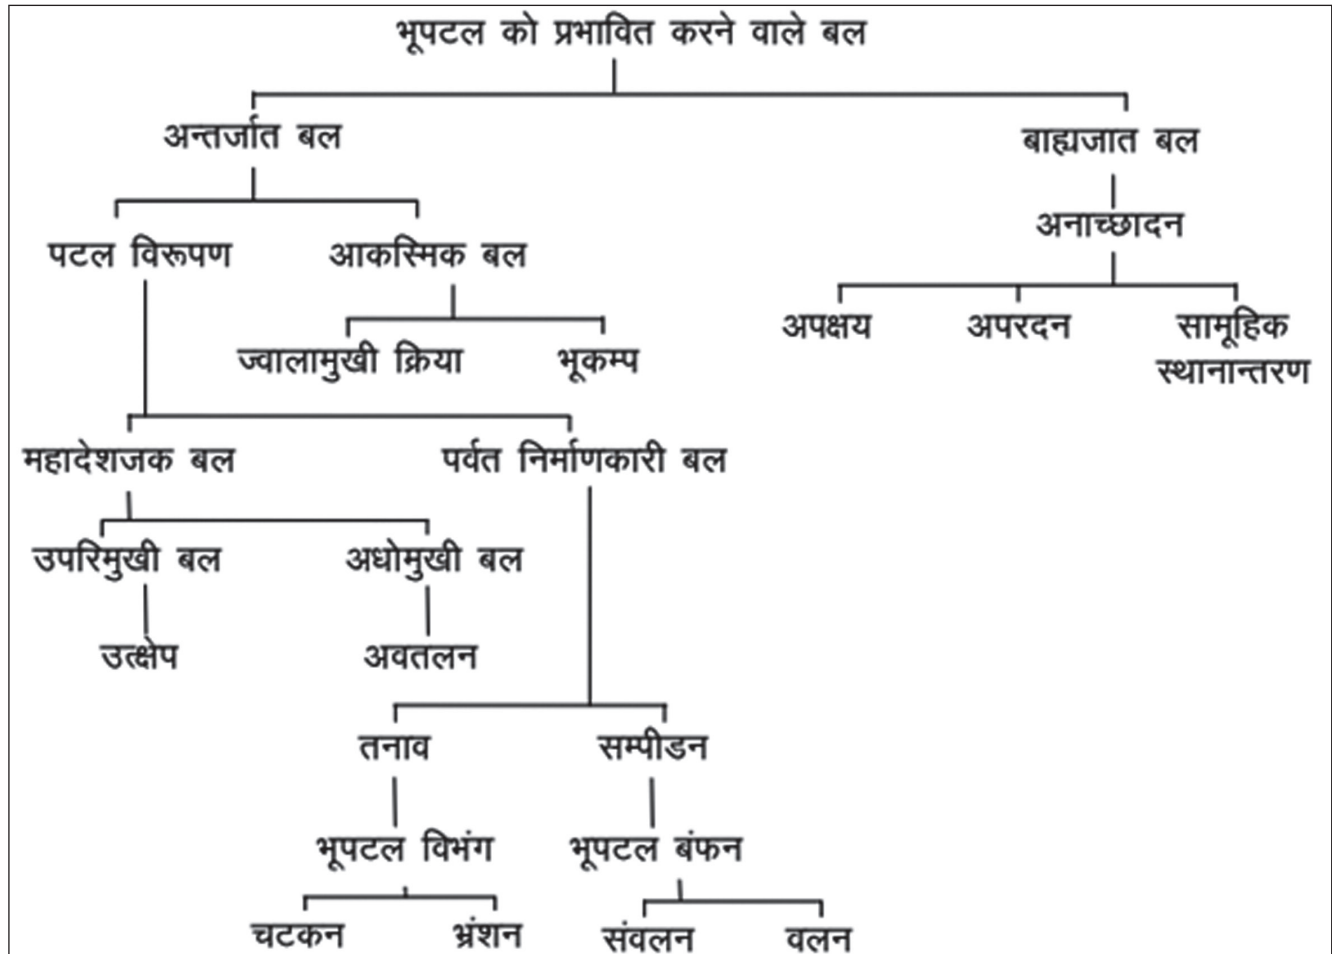 भूपटल को प्रभावित करने वाले बल
अन्तर्जात बल
बाह्यजात बल
अनाच्छादन
पटल विरूपण
आकस्मिक बल
अपक्षय
अपरदन
सामूहिक
स्थानान्तरण
ज्वालामुखी क्रिया
भूकम्प
महादेशजक बल
पर्वत निर्माणकारी बल
उपरिमुखी बल
अधोमुखी बल
उत्क्षेप
अवतलन
तनाव
सम्पीडन
भूपटल विभंग
भूपटल बंफन
चटकन
भ्रंशन
संवलन
वलन